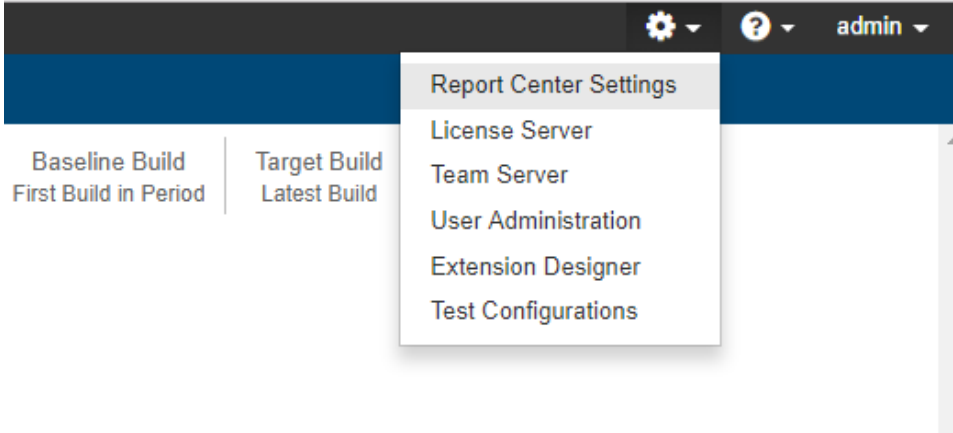 admin
Report Center Settings
License Server
Team Server
User Administration
Extension Designer
Test Configurations
Baseline Build
First Build in Period
Target Build
Latest Build